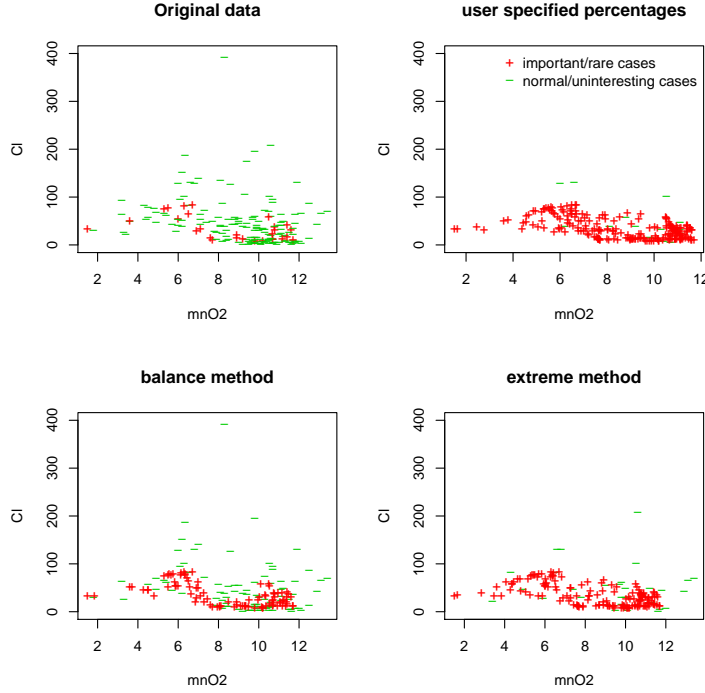 Original data
400
300
200
100
0
Cl
2 4 6 8 10 12
mnO2
user specified percentages
important/rare cases
normal/uninteresting cases
400
300
200
100
0
Cl
2 4 6 8 10 12
mnO2
balance method
400
300
200
100
0
Cl
2 4 6 8 10 12
mnO2
extreme method
400
300
200
100
0
Cl
2 4 6 8 10 12
mnO2